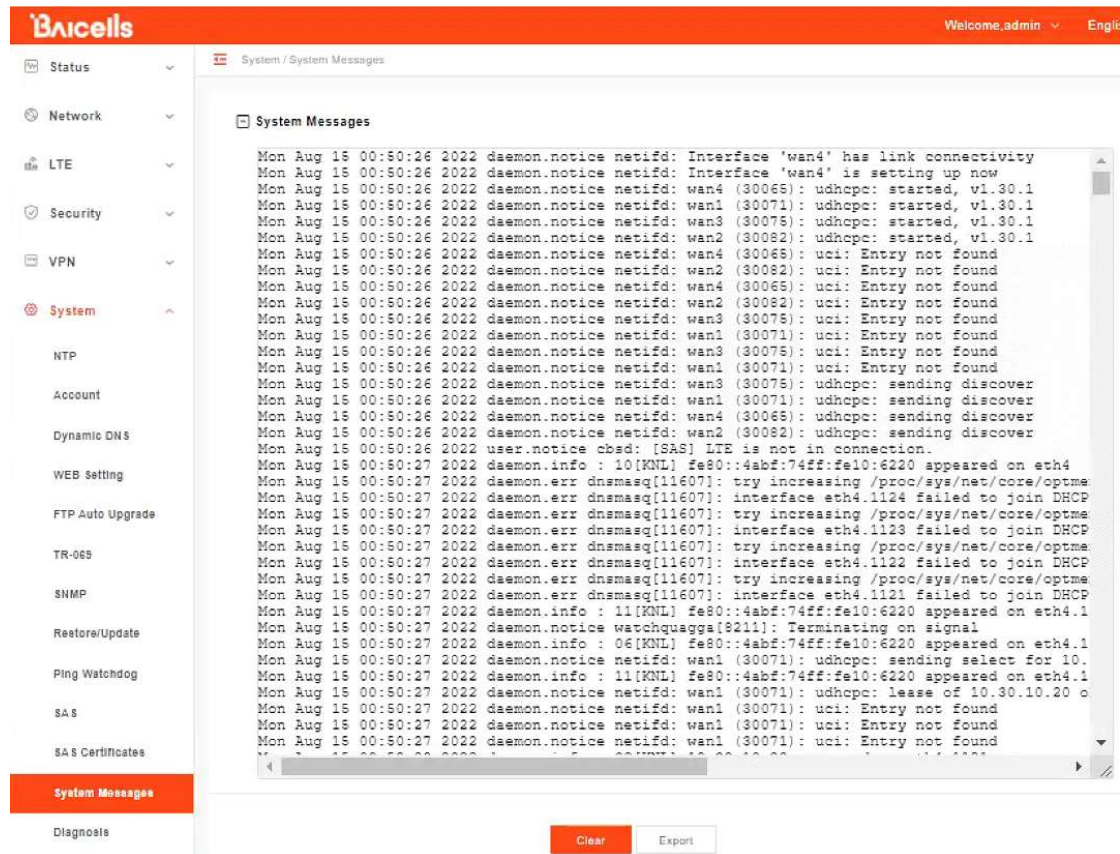 BAICELLS
Welcome,admin
Status
Network
LTE
Security
VPN
System
NTP
Account
Dynamic DNS
WEB Setting
FTP Auto Upgrade
TR-069
SNMP
Restore/Update
Ping Watchdog
SAS
SAS Certificates
System Messages
Diagnosis
System / System Messages
System Messages
Mon Aug 15 00:50:26 2022 daemon.notice netifd: Interface 'wan4' has link connectivity
Mon Aug 15 00:50:26 2022 daemon.notice netifd: Interface 'wan4' is setting up now
Mon Aug 15 00:50:26 2022 daemon.notice netifd: wan4 (30065): udhcpc: started, v1.30.1
Mon Aug 15 00:50:26 2022 daemon.notice netifd: wan1 (30071): udhcpc: started, v1.30.1
Mon Aug 15 00:50:26 2022 daemon.notice netifd: wan3 (30075): udhcpc: started, v1.30.1
Mon Aug 15 00:50:26 2022 daemon.notice netifd: wan2 (30082): udhcpc: started, v1.30.1
Mon Aug 15 00:50:26 2022 daemon.notice netifd: wan4 (30065): uci: Entry not found
Mon Aug 15 00:50:26 2022 daemon.notice netifd: wan2 (30082): uci: Entry not found
Mon Aug 15 00:50:26 2022 daemon.notice netifd: wan4 (30065): uci: Entry not found
Mon Aug 15 00:50:26 2022 daemon.notice netifd: wan2 (30082): uci: Entry not found
Mon Aug 15 00:50:26 2022 daemon.notice netifd: wan3 (30075): uci: Entry not found
Mon Aug 15 00:50:26 2022 daemon.notice netifd: wan1 (30071): uci: Entry not found
Mon Aug 15 00:50:26 2022 daemon.notice netifd: wan3 (30075): uci: Entry not found
Mon Aug 15 00:50:26 2022 daemon.notice netifd: wan1 (30071): uci: Entry not found
Mon Aug 15 00:50:26 2022 daemon.notice netifd: wan3 (30075): udhcpc: sending discover
Mon Aug 15 00:50:26 2022 daemon.notice netifd: wan1 (30071): udhcpc: sending discover
Mon Aug 15 00:50:26 2022 daemon.notice netifd: wan4 (30065): udhcpc: sending discover
Mon Aug 15 00:50:26 2022 daemon.notice netifd: wan2 (30082): udhcpc: sending discover
Mon Aug 15 00:50:26 2022 user.notice cbsd: [SAS] LTE is not in connection.
Mon Aug 15 00:50:27 2022 daemon.info : 10[KNL] fe80::4abf:74ff:fe10:6220 appeared on eth4
Mon Aug 15 00:50:27 2022 daemon.err dnsmasq[11607]: try increasing /proc/sys/net/core/optme
Mon Aug 15 00:50:27 2022 daemon.err dnsmasq[11607]: interface eth4.1124 failed to join DHCP
Mon Aug 15 00:50:27 2022 daemon.err dnsmasq[11607]: try increasing /proc/sys/net/core/optme
Mon Aug 15 00:50:27 2022 daemon.err dnsmasq[11607]: interface eth4.1123 failed to join DHCP
Mon Aug 15 00:50:27 2022 daemon.err dnsmasq[11607]: try increasing /proc/sys/net/core/optme
Mon Aug 15 00:50:27 2022 daemon.err dnsmasq[11607]: interface eth4.1122 failed to join DHCP
Mon Aug 15 00:50:27 2022 daemon.err dnsmasq[11607]: try increasing /proc/sys/net/core/optme
Mon Aug 15 00:50:27 2022 daemon.err dnsmasq[11607]: interface eth4.1121 failed to join DHCP
Mon Aug 15 00:50:27 2022 daemon.info : 11[KNL] fe80::4abf:74ff:fe10:6220 appeared on eth4.1
Mon Aug 15 00:50:27 2022 daemon.notice watchquagga[8211]: Terminating on signal
Mon Aug 15 00:50:27 2022 daemon.info : 06[KNL] fe80::4abf:74ff:fe10:6220 appeared on eth4.1
Mon Aug 15 00:50:27 2022 daemon.notice netifd: wan1 (30071): udhcpc: sending select for 10.
Mon Aug 15 00:50:27 2022 daemon.info : 11[KNL] fe80::4abf:74ff:fe10:6220 appeared on eth4.1
Mon Aug 15 00:50:27 2022 daemon.notice netifd: wan1 (30071): udhcpc: lease of 10.30.10.20 o
Mon Aug 15 00:50:27 2022 daemon.notice netifd: wan1 (30071): uci: Entry not found
Mon Aug 15 00:50:27 2022 daemon.notice netifd: wan1 (30071): uci: Entry not found
Mon Aug 15 00:50:27 2022 daemon.notice netifd: wan1 (30071): uci: Entry not found
Clear
Export